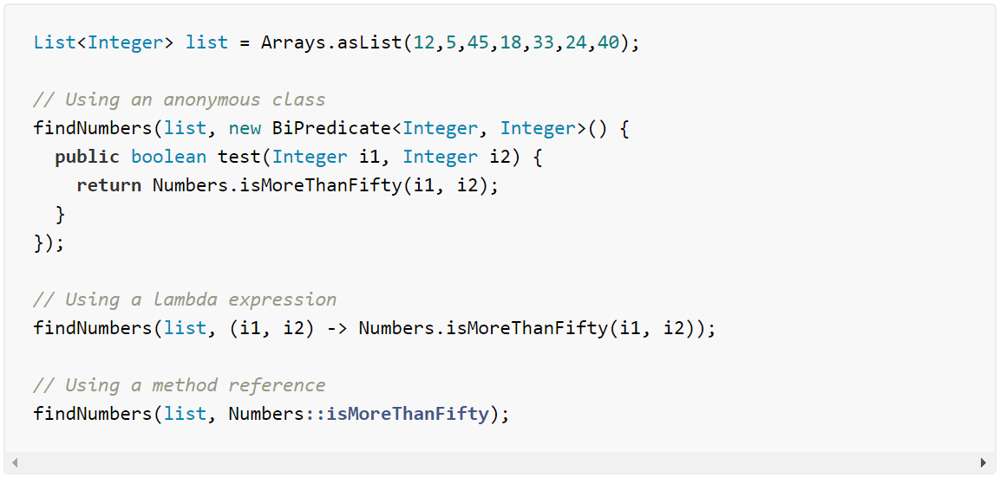 List<Integer> list = Arrays.asList(12,5,45,18,33,24,40);
// Using an anonymous class
findNumbers(list, new BiPredicate<Integer, Integer>() {
  public boolean test(Integer i1, Integer i2) {
    return Numbers.isMoreThanFifty(i1, i2);
  }
});
// Using a lambda expression
findNumbers(list, (i1, i2) -> Numbers.isMoreThanFifty(i1, i2));
// Using a method reference
findNumbers(list, Numbers::isMoreThanFifty);